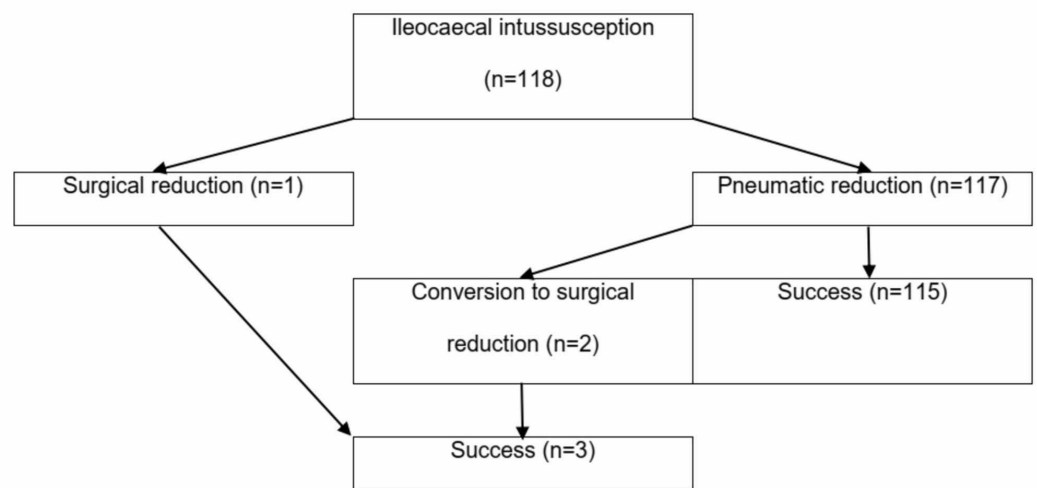 Ileocaecal intussusception
(n=118)
Surgical reduction (n=1)
Pneumatic reduction (n=117)
Conversion to surgical
reduction (n=2)
Success (n=115)
Success (n=3)